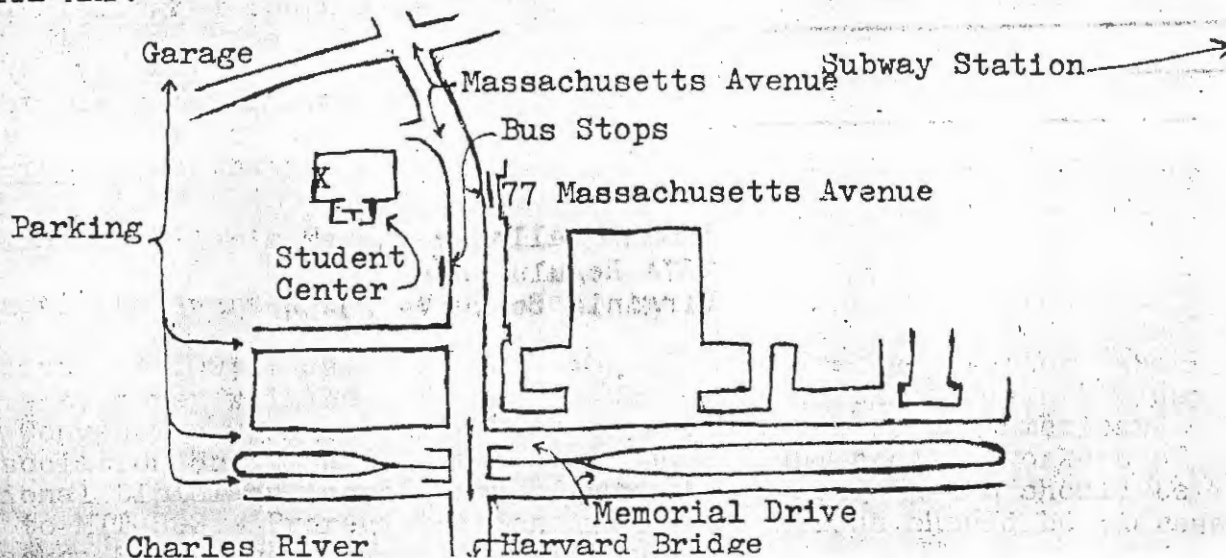 Garage
Subway Station
Massachusetts Avenue
Bus Stops
X
77 Massachusetts Avenue
Parking
Student
Center
Memorial Drive
Charles River
Harvard Bridge